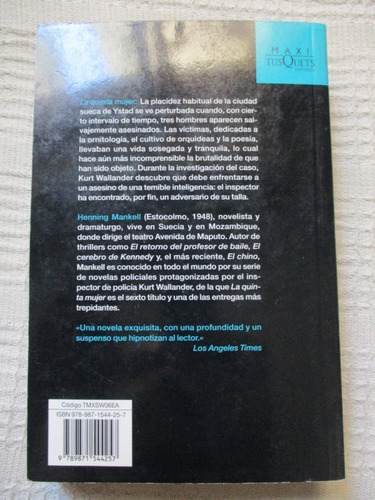 MAXI
TUSQUETS
EDITORES
La quinta mujer: La placidez habitual de la ciudad
sueca de Ystad se ve perturbada cuando, con cier-
to intervalo de tiempo, tres hombres aparecen sal-
vajemente asesinados. Las víctimas, dedicadas a
la ornitología, el cultivo de orquídeas y la poesía,
llevaban una vida sosegada y tranquila, lo cual
hace aún más incomprensible la brutalidad de que
han sido objeto. Durante la investigación del caso,
Kurt Wallander descubre que debe enfrentarse a
un asesino de una temible inteligencia: el inspector
ha encontrado, por fin, un adversario de su talla.
Henning Mankell (Estocolmo, 1948), novelista y
dramaturgo, vive en Suecia y en Mozambique,
donde dirige el teatro Avenida de Maputo. Autor de
thrillers como El retorno del profesor de baile, El
cerebro de Kennedy y, el más reciente, El chino,
Mankell es conocido en todo el mundo por su serie
de novelas policiales protagonizadas por el ins-
pector de policía Kurt Wallander, de la que La quin-
ta mujer es el sexto título y una de las entregas más
trepidantes.
«Una novela exquisita, con una profundidad y un
suspenso que hipnotizan al lector.»
Los Angeles Times
Código TMXSW06EA
ISBN 978-987-1544-25-7
9 789871 544257